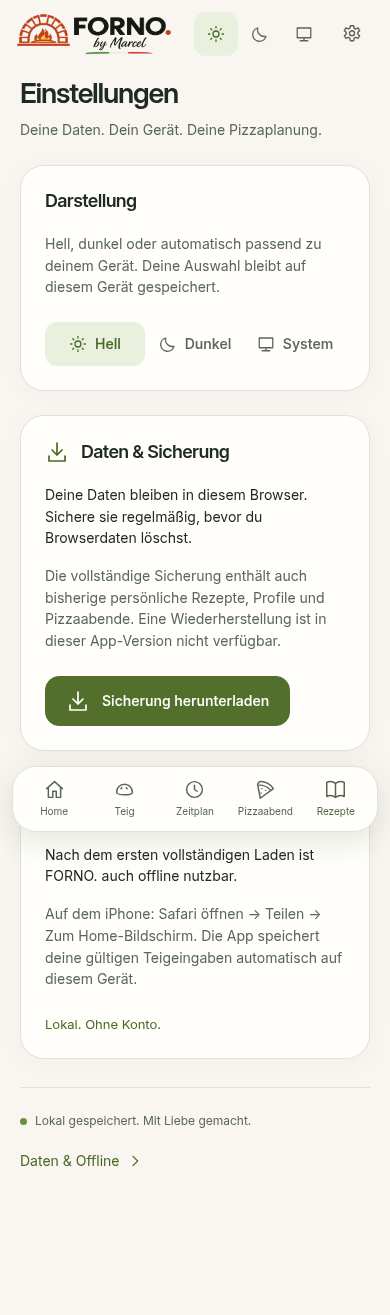 FORNO.
by Marcel
Einstellungen
Deine Daten. Dein Gerät. Deine Pizzaplanung.
Darstellung
Hell, dunkel oder automatisch passend zu
deinem Gerät. Deine Auswahl bleibt auf
diesem Gerät gespeichert.
Hell Dunkel System
Daten & Sicherung
Deine Daten bleiben in diesem Browser.
Sichere sie regelmäßig, bevor du
Browserdaten löschst.
Die vollständige Sicherung enthält auch
bisherige persönliche Rezepte, Profile und
Pizzaabende. Eine Wiederherstellung ist in
dieser App-Version nicht verfügbar.
Sicherung herunterladen
Home Teig Zeitplan Pizzaabend Rezepte
Nach dem ersten vollständigen Laden ist
FORNO. auch offline nutzbar.
Auf dem iPhone: Safari öffnen → Teilen →
Zum Home-Bildschirm. Die App speichert
deine gültigen Teigeingaben automatisch auf
diesem Gerät.
Lokal. Ohne Konto.
Lokal gespeichert. Mit Liebe gemacht.
Daten & Offline